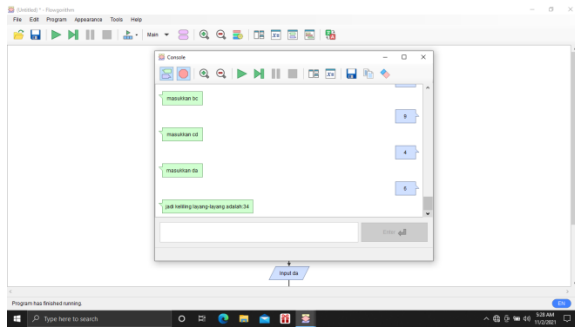 (Untitled) * - Flowgorithm
File Edit Program Appearance Tools Help
Main
Console
masukkan bc
9
masukkan cd
4
masukkan da
jadi keliling layang-layang adalah:34
Enter
Input da
Program has finished running.
EN
Type here to search
5:28 AM
11/2/2021